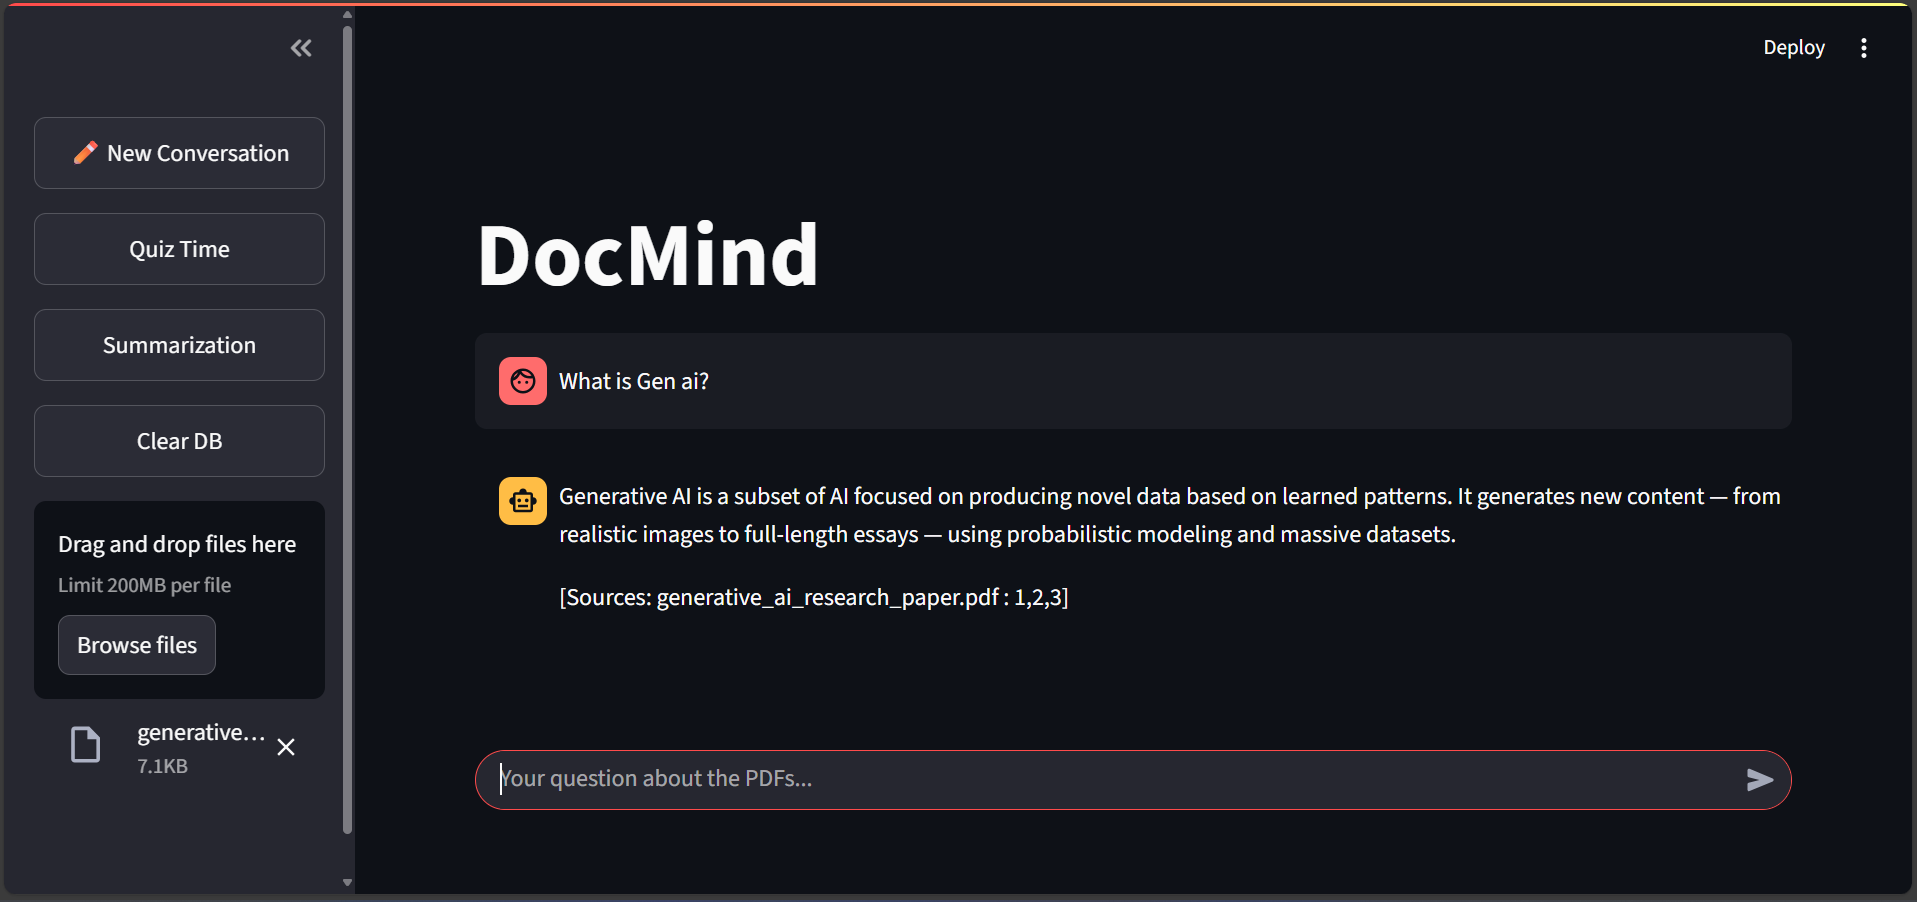 New Conversation
Quiz Time
Summarization
Clear DB
Drag and drop files here
Limit 200MB per file
Browse files
generative...
7.1KB
Deploy
DocMind
What is Gen ai?
Generative AI is a subset of AI focused on producing novel data based on learned patterns. It generates new content — from
realistic images to full-length essays — using probabilistic modeling and massive datasets.
[Sources: generative_ai_research_paper.pdf : 1,2,3]
Your question about the PDFs...